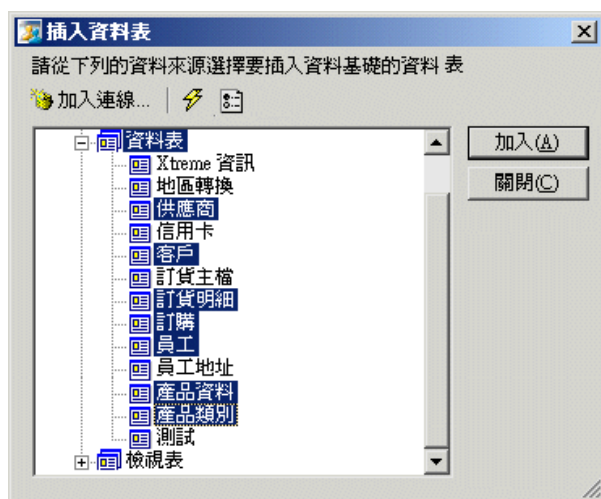 插入資料表
請從下列的資料來源選擇要插入資料基礎的資料 表
加入連線...
資料表
Xtreme 資訊
地區轉換
供應商
信用卡
客戶
訂貨主檔
訂貨明細
訂購
員工
員工地址
產品資料
產品類別
測試
檢視表
加入(A)
關閉(C)